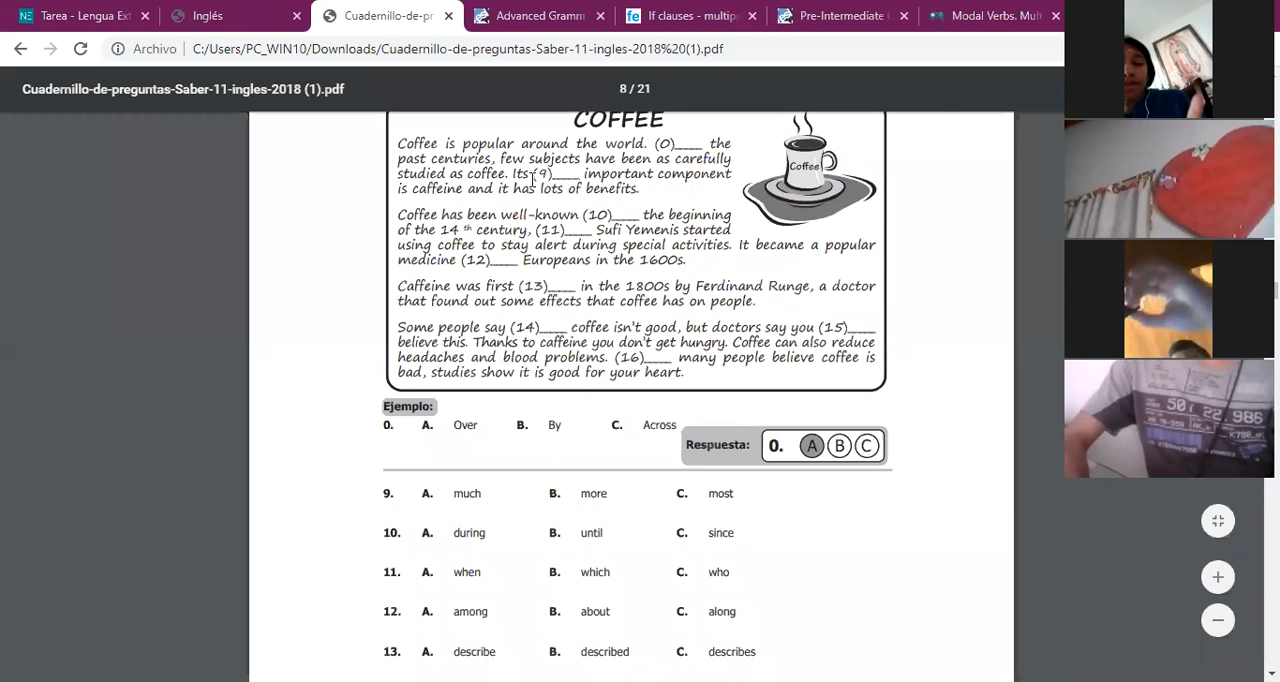 Tarea - Lengua Ext
Inglés
Cuadernillo-de-pr
Advanced Gramm
If clauses - multip
Pre-Intermediate
Modal Verbs. Mul
Archivo
C:/Users/PC_WIN10/Downloads/Cuadernillo-de-preguntas-Saber-11-ingles-2018%20(1).pdf
Cuadernillo-de-preguntas-Saber-11-ingles-2018 (1).pdf
8 / 21
COFFEE
Coffee is popular around the world. (0)____ the
past centuries, few subjects have been as carefully
studied as coffee. Its (9)____ important component
is caffeine and it has lots of benefits.
Coffee
Coffee has been well-known (10)____ the beginning
of the 14 th century, (11)____ Sufi Yemenis started
using coffee to stay alert during special activities. It became a popular
medicine (12)____ Europeans in the 1600s.
Caffeine was first (13)____ in the 1800s by Ferdinand Runge, a doctor
that found out some effects that coffee has on people.
Some people say (14)____ coffee isn't good, but doctors say you (15)____
believe this. Thanks to caffeine you don't get hungry. Coffee can also reduce
headaches and blood problems. (16)____ many people believe coffee is
bad, studies show it is good for your heart.
Ejemplo:
0. A. Over B. By C. Across
Respuesta: 0. A B C
9. A. much B. more C. most
10. A. during B. until C. since
11. A. when B. which C. who
12. A. among B. about C. along
13. A. describe B. described C. describes
50
22
986